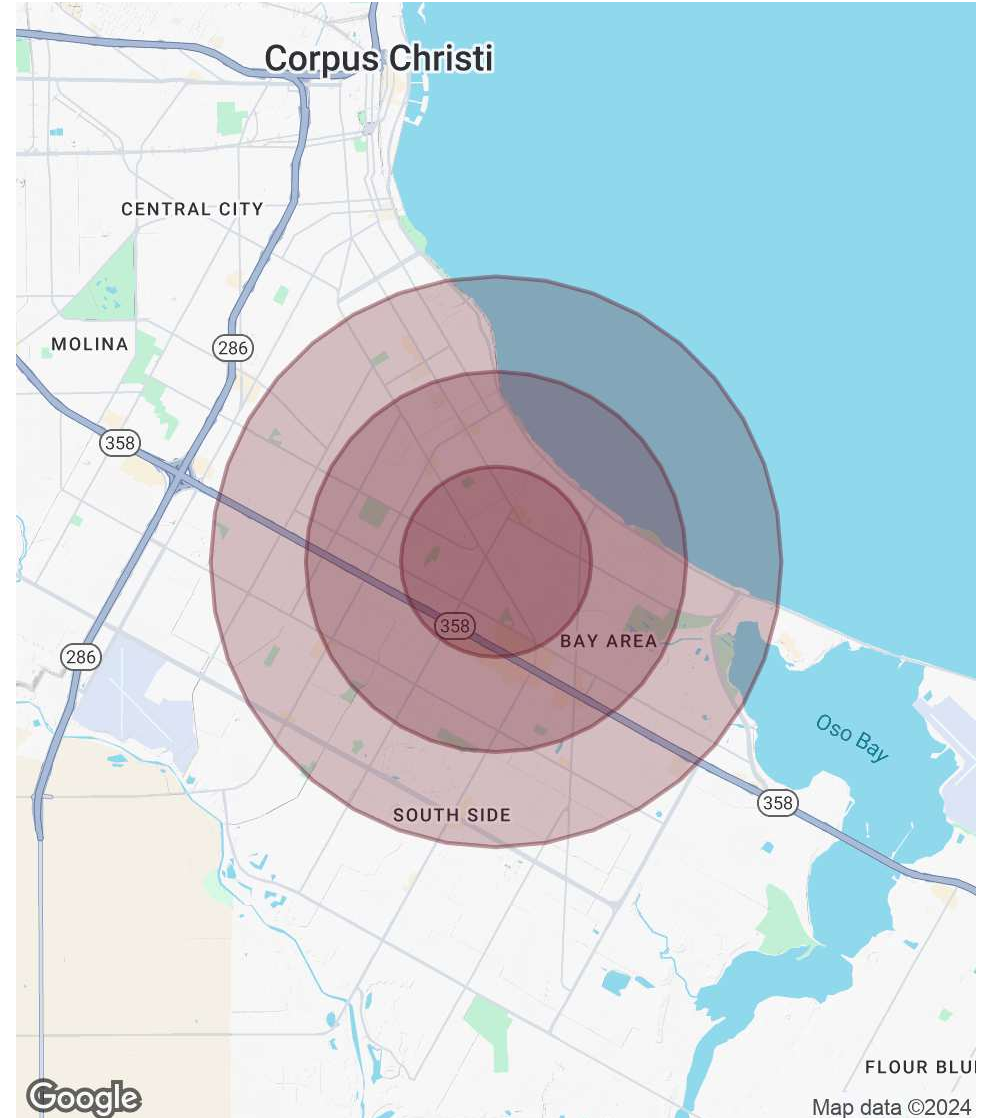 Corpus Christi
CENTRAL CITY
MOLINA
286
358
358
BAY AREA
286
Oso Bay
358
SOUTH SIDE
FLOUR BLU
Google
Map data ©2024